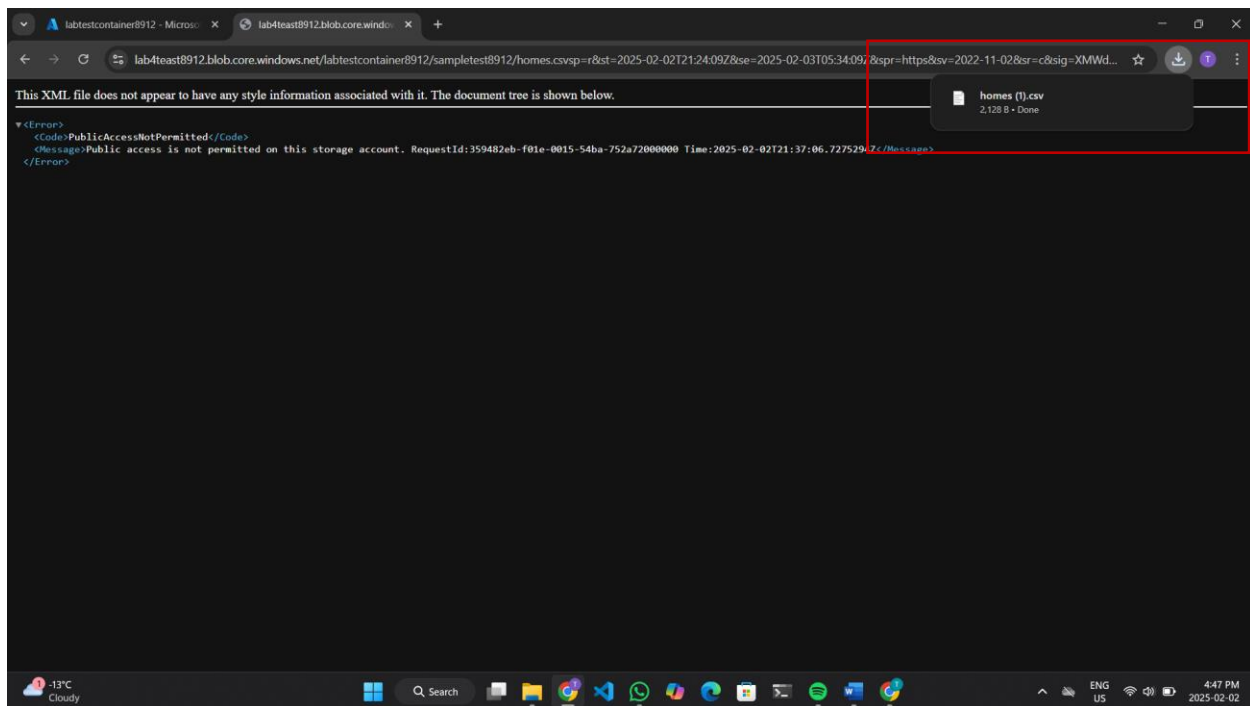 labtestcontainer8912 - Microso
lab4teast8912.blob.core.windov
lab4teast8912.blob.core.windows.net/labtestcontainer8912/sampletest8912/homes.csvsp=r&st=2025-02-02T21:24:09Z&se=2025-02-03T05:34:09Z&spr=https&sv=2022-11-02&sr=c&sig=XMWd...
T
This XML file does not appear to have any style information associated with it. The document tree is shown below.
homes (1).csv
2,128 B • Done
▼<Error>
<Code>PublicAccessNotPermitted</Code>
<Message>Public access is not permitted on this storage account. RequestId:359482eb-f01e-0015-54ba-752a72000000 Time:2025-02-02T21:37:06.7275294Z</Message>
</Error>
1
-13°C
Cloudy
Search
ENG
US
4:47 PM
2025-02-02